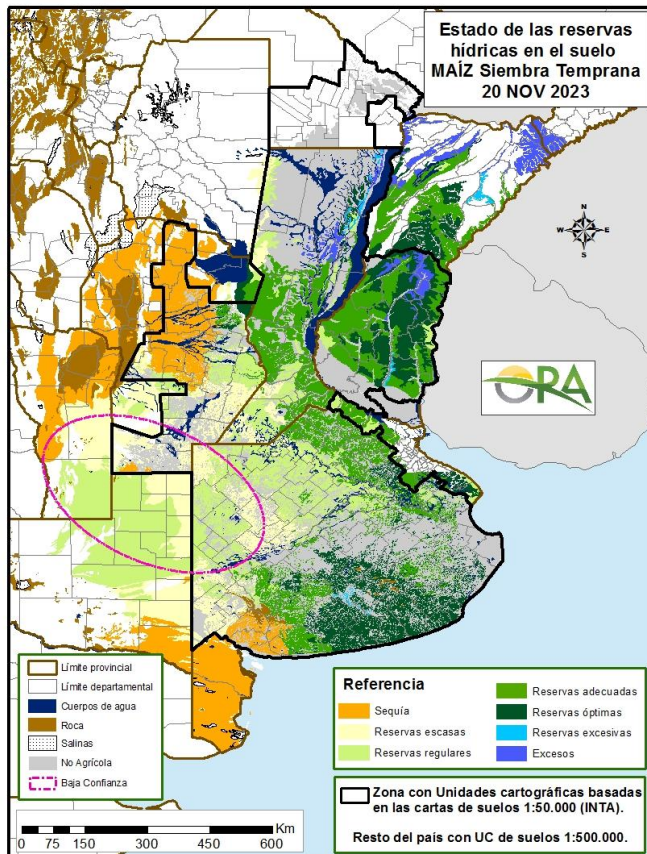 Estado de las reservas
hídricas en el suelo
MAÍZ Siembra Temprana
20 NOV 2023
N
W E
S
ORA
Límite provincial
Límite departamental
Cuerpos de agua
Roca
Salinas
No Agrícola
Baja Confianza
Km
0 75 150 300 450 600
Referencia
Sequía
Reservas escasas
Reservas regulares
Reservas adecuadas
Reservas óptimas
Reservas excesivas
Excesos
Zona con Unidades cartográficas basadas
en las cartas de suelos 1:50.000 (INTA).
Resto del país con UC de suelos 1:500.000.